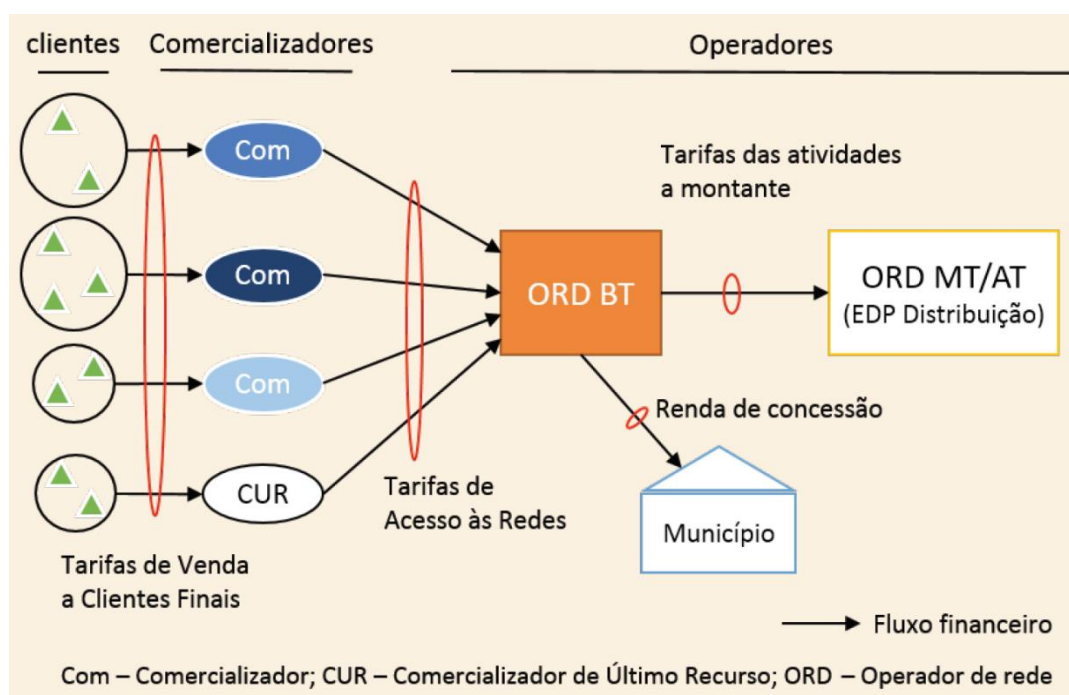 clientes
Comercializadores
Operadores
Com
Com
Com
CUR
Tarifas de Venda
a Clientes Finais
Tarifas de
Acesso às Redes
ORD BT
Tarifas das atividades
a montante
ORD MT/AT
(EDP Distribuição)
Renda de concessão
Município
Fluxo financeiro
Com – Comercializador; CUR – Comercializador de Último Recurso; ORD – Operador de rede